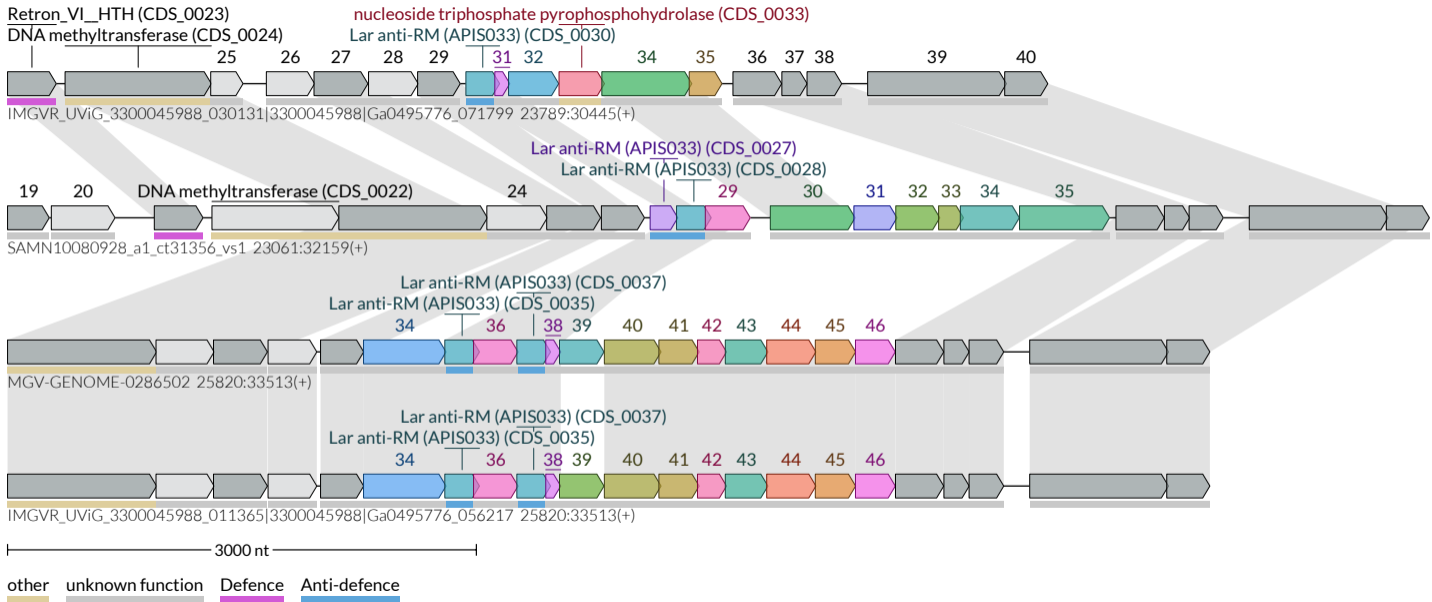 Retron_VI__HTH (CDS_0023) nucleoside triphosphate pyrophosphohydrolase (CDS_0033)
DNA methyltransferase (CDS_0024) Lar anti-RM (APIS033) (CDS_0030)
25 26 27 28 29 31 32 34 35 36 37 38 39 40
IMGVR_UViG_3300045988_030131|3300045988|Ga0495776_071799 23789:30445(+)
Lar anti-RM (APIS033) (CDS_0027)
Lar anti-RM (APIS033) (CDS_0028)
19 20 DNA methyltransferase (CDS_0022) 24 29 30 31 32 33 34 35
SAMN10080928_a1_ct31356_vs1 23061:32159(+)
Lar anti-RM (APIS033) (CDS_0037)
Lar anti-RM (APIS033) (CDS_0035)
34 36 38 39 40 41 42 43 44 45 46
MGV-GENOME-0286502 25820:33513(+)
Lar anti-RM (APIS033) (CDS_0037)
Lar anti-RM (APIS033) (CDS_0035)
34 36 38 39 40 41 42 43 44 45 46
IMGVR_UViG_3300045988_011365|3300045988|Ga0495776_056217 25820:33513(+)
3000 nt
other unknown function Defence Anti-defence